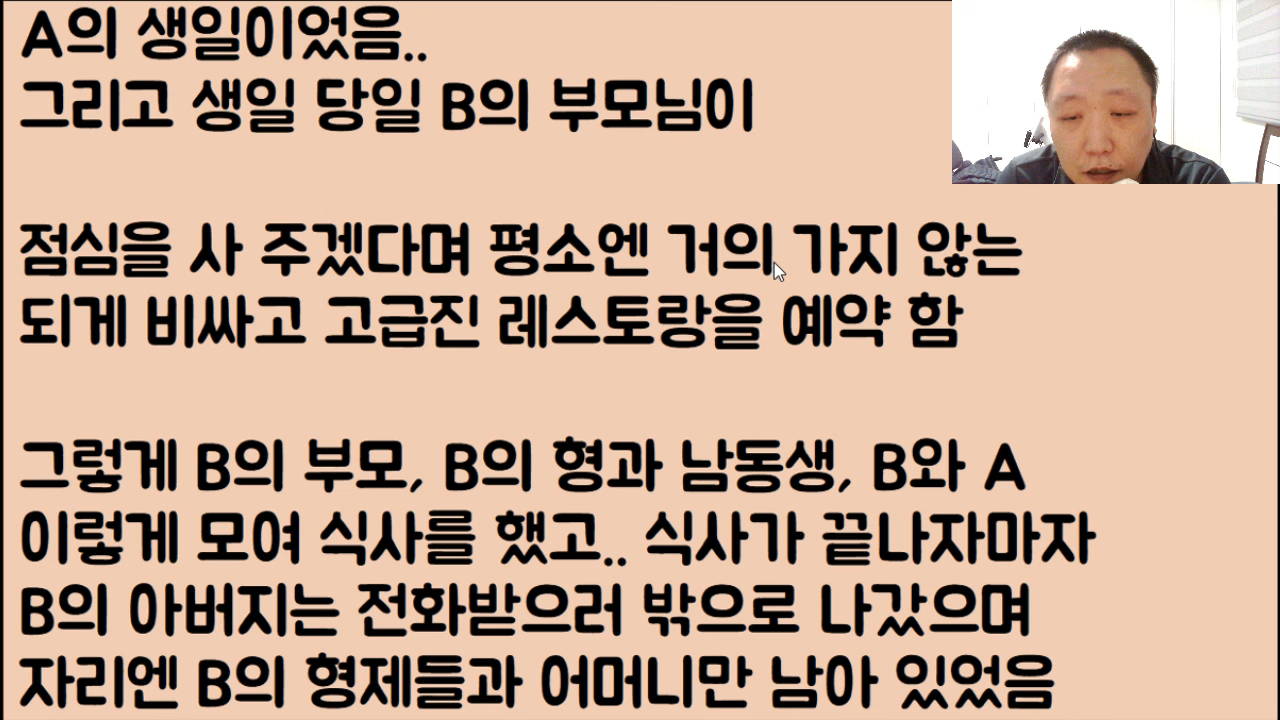 A의 생일이었음..
그리고 생일 당일 B의 부모님이
점심을 사 주겠다며 평소엔 거의 가지 않는
되게 비싸고 고급진 레스토랑을 예약 함
그렇게 B의 부모, B의 형과 남동생, B와 A
이렇게 모여 식사를 했고.. 식사가 끝나자마자
B의 아버지는 전화받으러 밖으로 나갔으며
자리엔 B의 형제들과 어머니만 남아 있었음